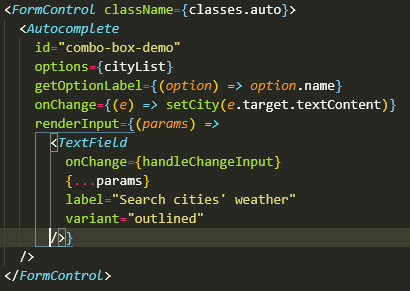 <FormControl className={classes.auto}>
<Autocomplete
id="combo-box-demo"
options={cityList}
getOptionLabel={(option) => option.name}
onChange={(e) => setCity(e.target.textContent)}
renderInput={(params) =>
<TextField
onChange={handleChangeInput}
{...params}
label="Search cities' weather"
variant="outlined"
/>}
/>
</FormControl>